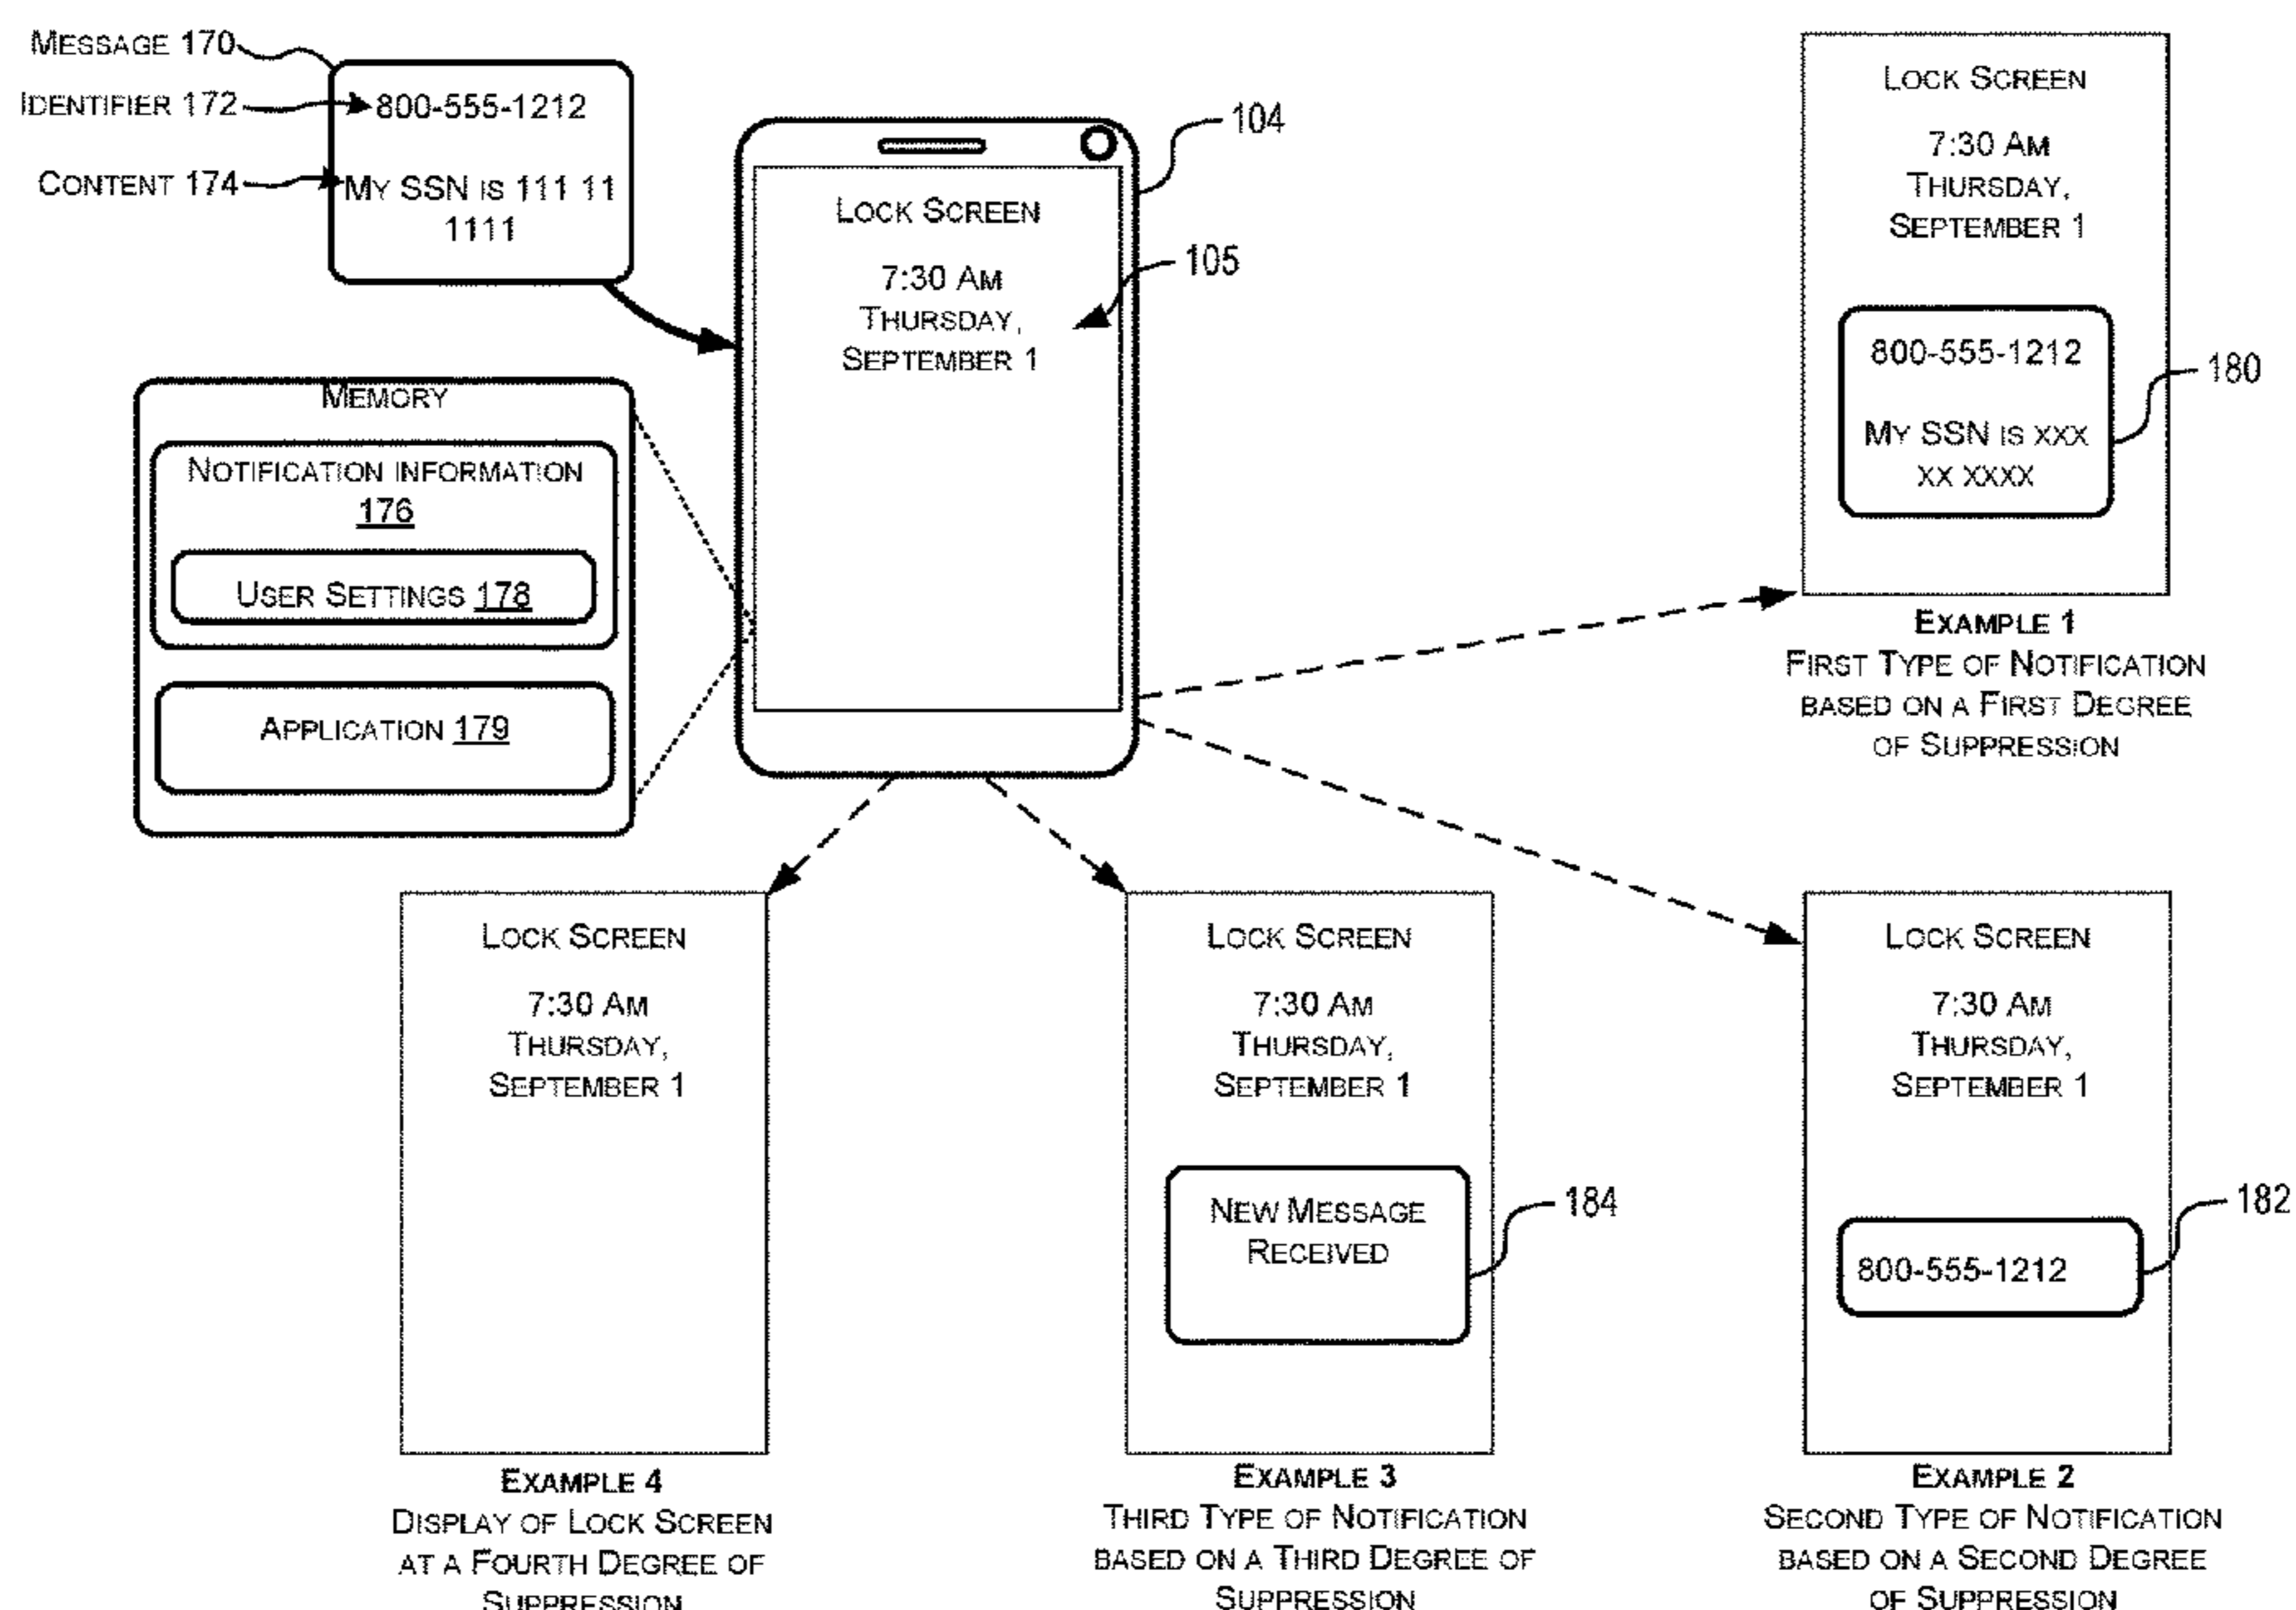 MESSAGE 170
IDENTIFIER 172
CONTENT 174
800-555-1212
MY SSN IS 111 11
1111
MEMORY
NOTIFICATION INFORMATION
176
USER SETTINGS 178
APPLICATION 179
LOCK SCREEN
7:30 AM
THURSDAY,
SEPTEMBER 1
104
105
LOCK SCREEN
7:30 AM
THURSDAY,
SEPTEMBER 1
800-555-1212
MY SSN IS XXX
XX XXXX
180
EXAMPLE 1
FIRST TYPE OF NOTIFICATION
BASED ON A FIRST DEGREE
OF SUPPRESSION
LOCK SCREEN
7:30 AM
THURSDAY,
SEPTEMBER 1
EXAMPLE 4
DISPLAY OF LOCK SCREEN
AT A FOURTH DEGREE OF
SUPPRESSION
LOCK SCREEN
7:30 AM
THURSDAY,
SEPTEMBER 1
NEW MESSAGE
RECEIVED
184
EXAMPLE 3
THIRD TYPE OF NOTIFICATION
BASED ON A THIRD DEGREE OF
SUPPRESSION
LOCK SCREEN
7:30 AM
THURSDAY,
SEPTEMBER 1
800-555-1212
182
EXAMPLE 2
SECOND TYPE OF NOTIFICATION
BASED ON A SECOND DEGREE
OF SUPPRESSION